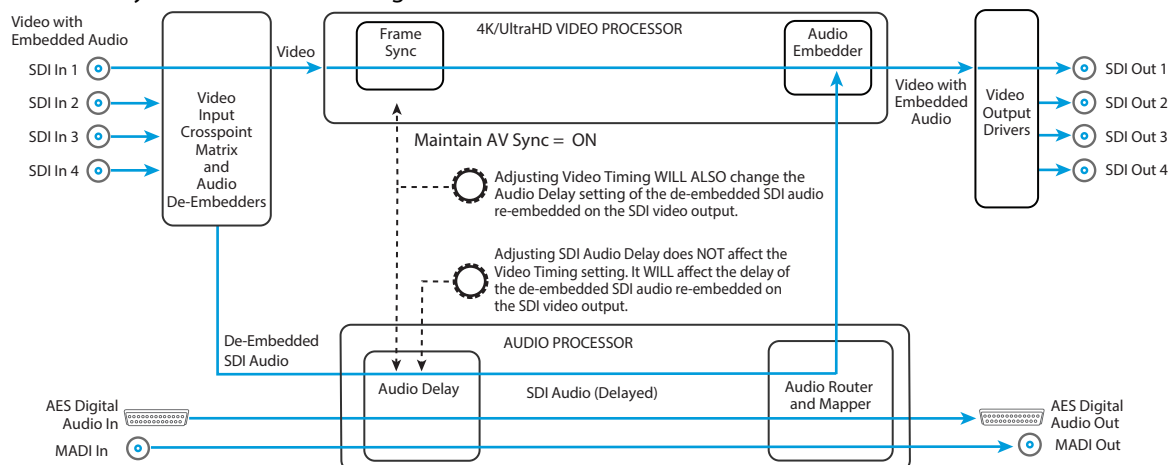 Video with
Embedded Audio
SDI In 1
SDI In 2
SDI In 3
SDI In 4
Video
Input
Crosspoint
Matrix
and
Audio
De-Embedders
Video
Frame
Sync
4K/UltraHD VIDEO PROCESSOR
Audio
Embedder
Video with
Embedded
Audio
Video
Output
Drivers
SDI Out 1
SDI Out 2
SDI Out 3
SDI Out 4
Maintain AV Sync = ON
Adjusting Video Timing WILL ALSO change the
Audio Delay setting of the de-embedded SDI audio
re-embedded on the SDI video output.
Adjusting SDI Audio Delay does NOT affect the
Video Timing setting. It WILL affect the delay of
the de-embedded SDI audio re-embedded on
the SDI video output.
De-Embedded
SDI Audio
AUDIO PROCESSOR
Audio Delay
SDI Audio (Delayed)
Audio Router
and Mapper
AES Digital
Audio In
MADI In
AES Digital
Audio Out
MADI Out